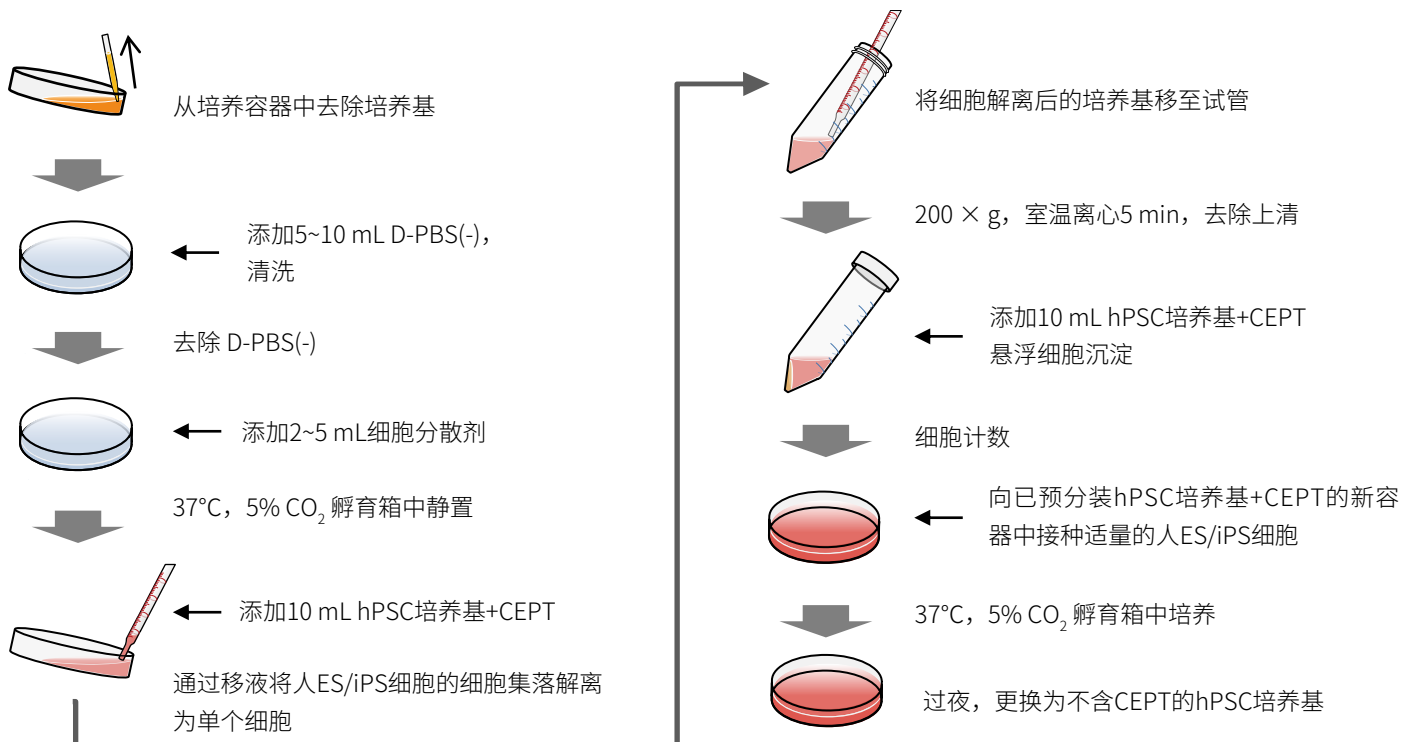 从培养容器中去除培养基
添加5~10 mL D-PBS(-)，
清洗
去除 D-PBS(-)
添加2~5 mL细胞分散剂
37°C，5% CO₂ 孵育箱中静置
添加10 mL hPSC培养基+CEPT
通过移液将人ES/iPS细胞的细胞集落解离
为单个细胞
将细胞解离后的培养基移至试管
200 × g，室温离心5 min，去除上清
添加10 mL hPSC培养基+CEPT
悬浮细胞沉淀
细胞计数
向已预分装hPSC培养基+CEPT的新容
器中接种适量的人ES/iPS细胞
37°C，5% CO₂ 孵育箱中培养
过夜，更换为不含CEPT的hPSC培养基